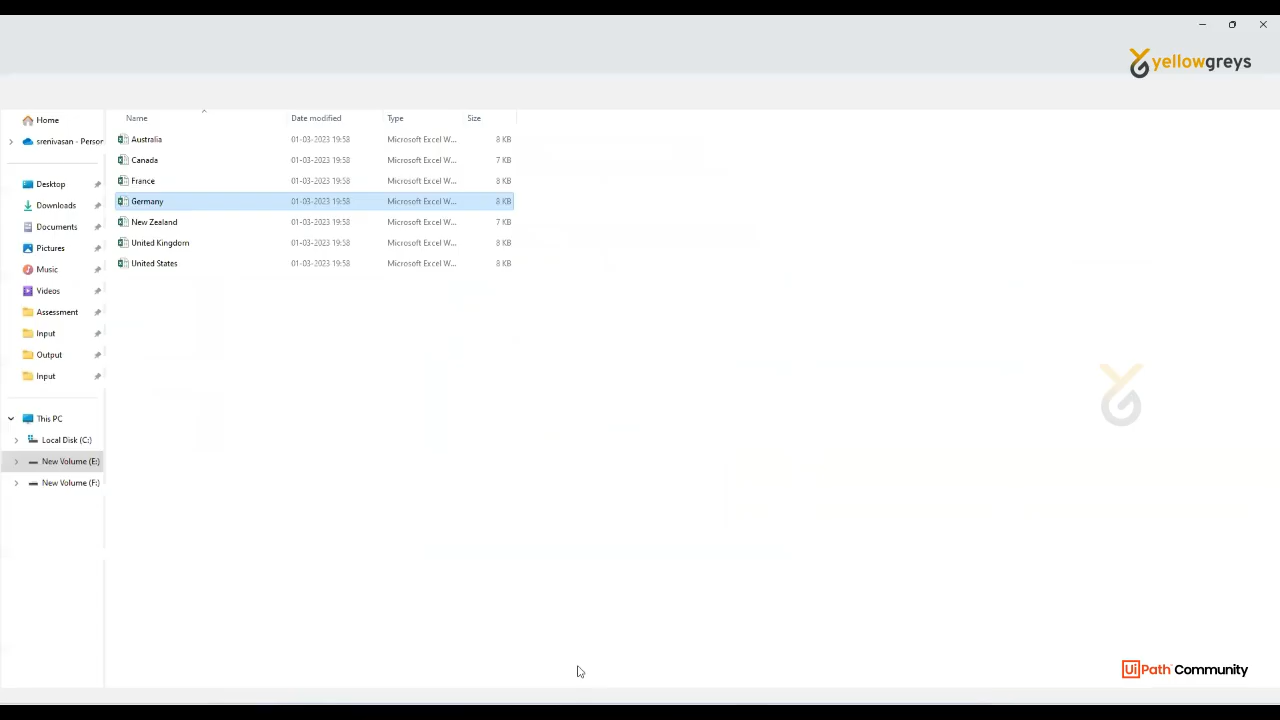 yellowgreys
Home
Name Date modified Type Size
srenivasan - Person
Australia 01-03-2023 19:58 Microsoft Excel W... 8 KB
Canada 01-03-2023 19:58 Microsoft Excel W... 7 KB
France 01-03-2023 19:58 Microsoft Excel W... 8 KB
Desktop
Germany 01-03-2023 19:58 Microsoft Excel W... 8 KB
Downloads
New Zealand 01-03-2023 19:58 Microsoft Excel W... 7 KB
Documents
United Kingdom 01-03-2023 19:58 Microsoft Excel W... 8 KB
Pictures
United States 01-03-2023 19:58 Microsoft Excel W... 8 KB
Music
Videos
Assessment
Input
Output
Input
This PC
Local Disk (C:)
New Volume (E:)
New Volume (F:)
UiPath Community